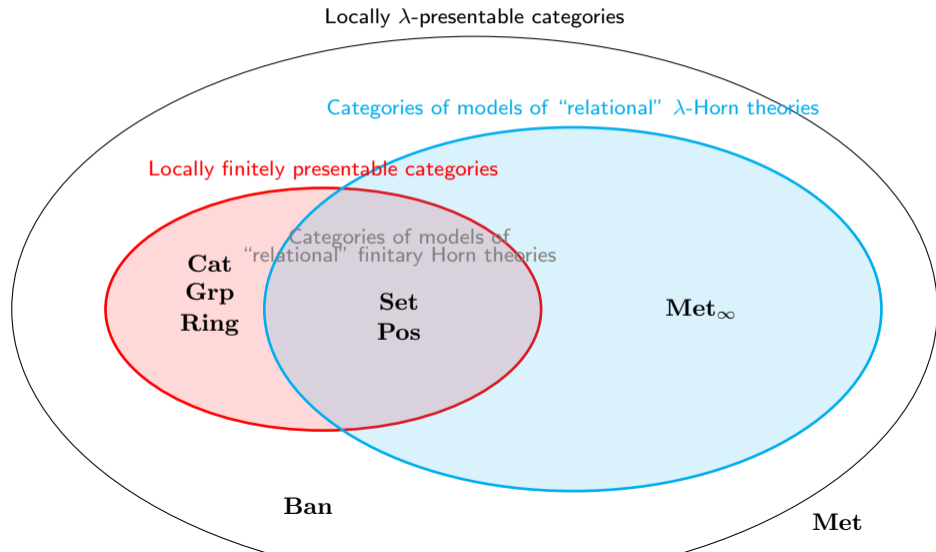 Locally λ-presentable categories
Categories of models of “relational” λ-Horn theories
Locally finitely presentable categories
Categories of models of
“relational” finitary Horn theories
Cat
Grp
Ring
Set
Pos
Met∞
Ban
Met